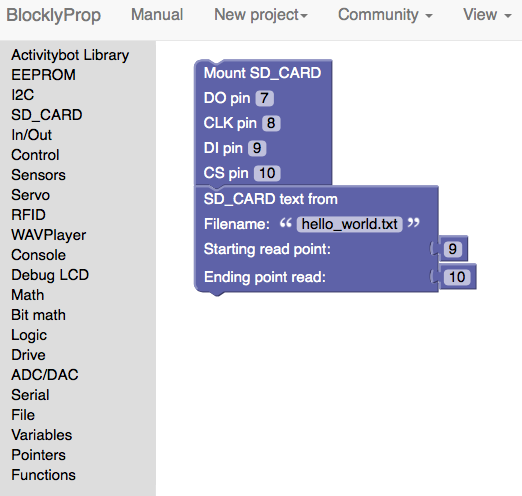 BlocklyProp Manual New project Community View
Activitybot Library
EEPROM
I2C
SD_CARD
In/Out
Control
Sensors
Servo
RFID
WAVPlayer
Console
Debug LCD
Math
Bit math
Logic
Drive
ADC/DAC
Serial
File
Variables
Pointers
Functions
Mount SD_CARD
DO pin 7
CLK pin 8
DI pin 9
CS pin 10
SD_CARD text from
Filename: “ hello_world.txt ”
Starting read point: 9
Ending point read: 10